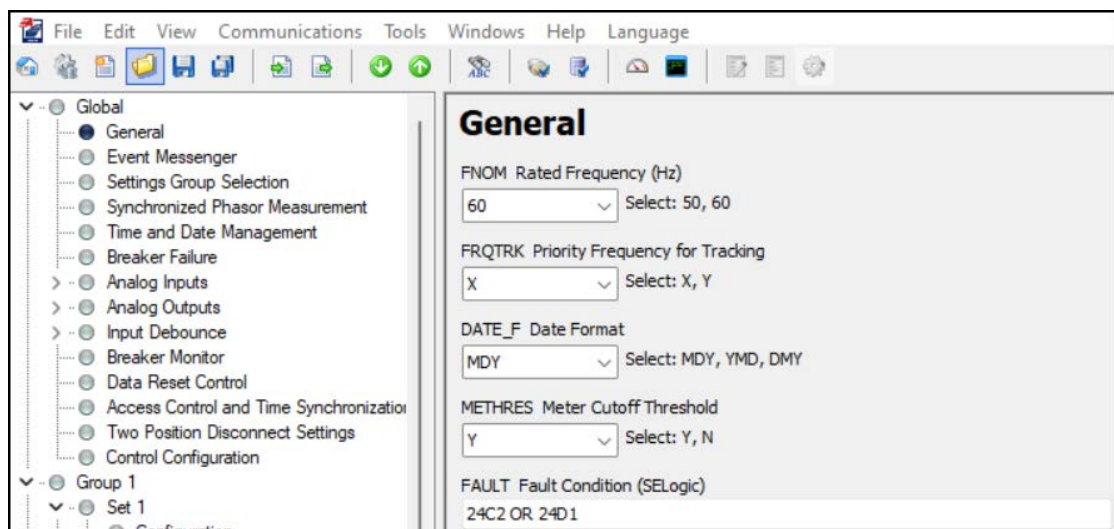 File Edit View Communications Tools Windows Help Language
ABC
Global
General
Event Messenger
Settings Group Selection
Synchronized Phasor Measurement
Time and Date Management
Breaker Failure
Analog Inputs
Analog Outputs
Input Debounce
Breaker Monitor
Data Reset Control
Access Control and Time Synchronization
Two Position Disconnect Settings
Control Configuration
Group 1
Set 1
General
FNOM Rated Frequency (Hz)
60 Select: 50, 60
FRQTRK Priority Frequency for Tracking
X Select: X, Y
DATE_F Date Format
MDY Select: MDY, YMD, DMY
METHRES Meter Cutoff Threshold
Y Select: Y, N
FAULT Fault Condition (SELogic)
24C2 OR 24D1